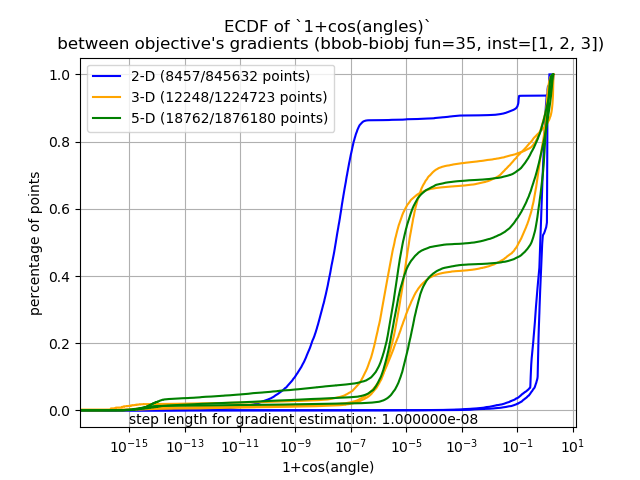 ECDF of `1+cos(angles)`
between objective's gradients (bbob-biobj fun=35, inst=[1, 2, 3])
1.0
0.8
0.6
0.4
0.2
0.0
percentage of points
2-D (8457/845632 points)
3-D (12248/1224723 points)
5-D (18762/1876180 points)
step length for gradient estimation: 1.000000e-08
10⁻¹⁵ 10⁻¹³ 10⁻¹¹ 10⁻⁹ 10⁻⁷ 10⁻⁵ 10⁻³ 10⁻¹ 10¹
1+cos(angle)